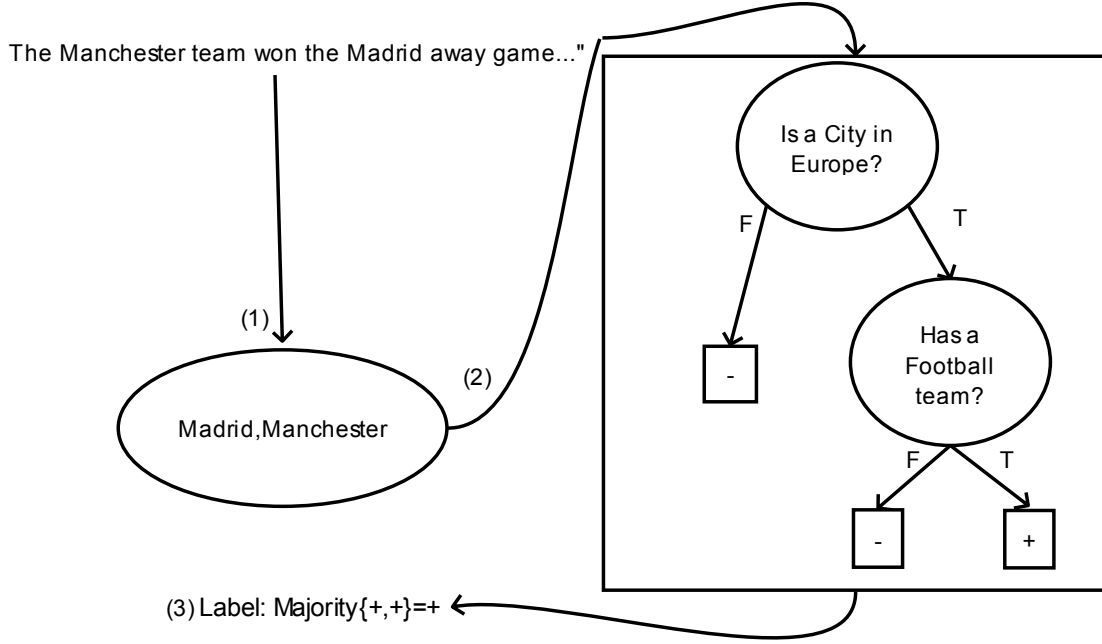 The Manchester team won the Madrid away game..."
(1)
Madrid,Manchester
(2)
Is a City in
Europe?
F
T
-
Has a
Football
team?
F
T
-
+
(3) Label: Majority{+,+}=+